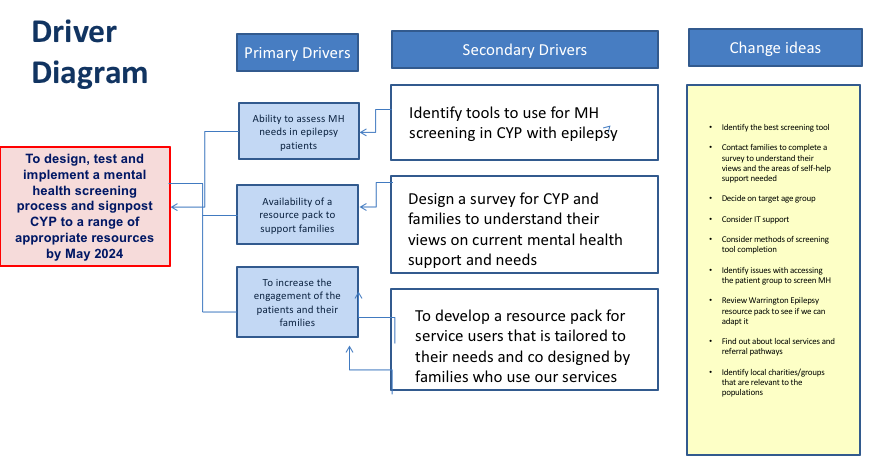 Driver
Diagram
Primary Drivers
Secondary Drivers
Change ideas
To design, test and
implement a mental
health screening
process and signpost
CYP to a range of
appropriate resources
by May 2024
Ability to assess MH
needs in epilepsy
patients
Availability of a
resource pack to
support families
To increase the
engagement of the
patients and their
families
Identify tools to use for MH
screening in CYP with epilepsy
Design a survey for CYP and
families to understand their
views on current mental health
support and needs
To develop a resource pack for
service users that is tailored to
their needs and co designed by
families who use our services
• Identify the best screening tool
• Contact families to complete a
survey to understand their
views and the areas of self-help
support needed
• Decide on target age group
• Consider IT support
• Consider methods of screening
tool completion
• Identify issues with accessing
the patient group to screen MH
• Review Warrington Epilepsy
resource pack to see if we can
adapt it
• Find out about local services and
referral pathways
• Identify local charities/groups
that are relevant to the
populations